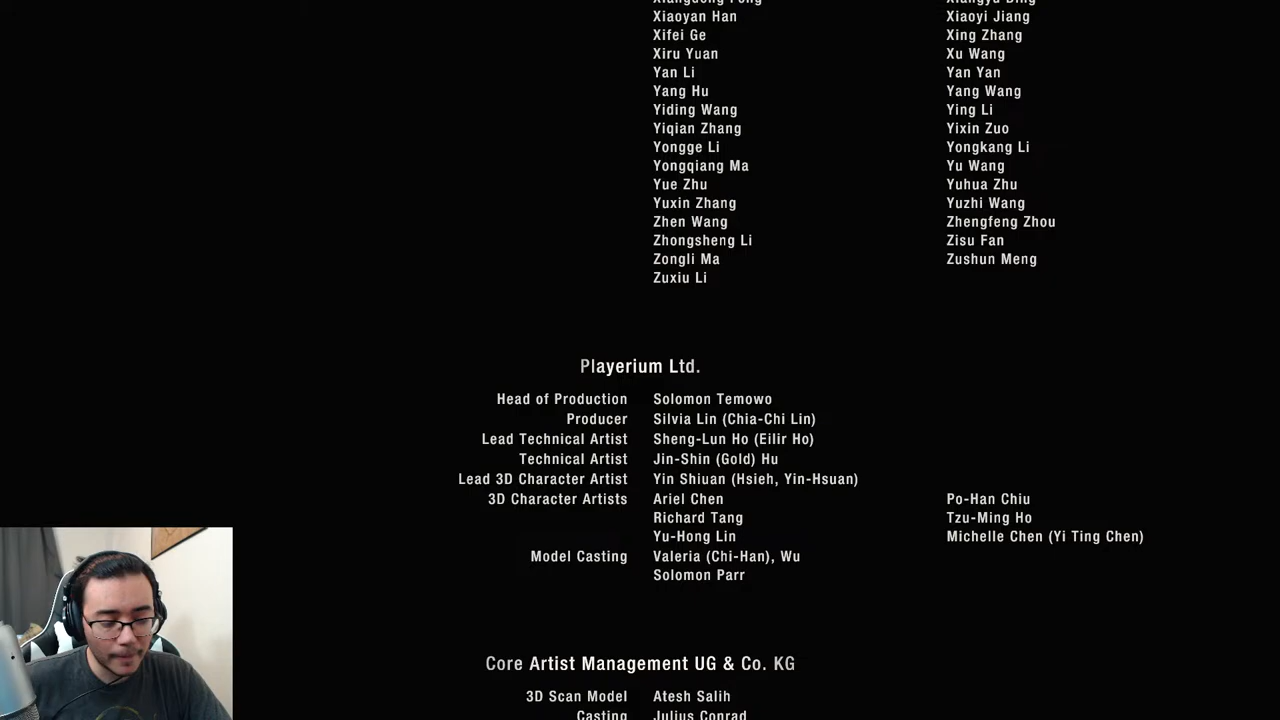 Xiaoyan Han Xiaoyi Jiang
Xifei Ge Xing Zhang
Xiru Yuan Xu Wang
Yan Li Yan Yan
Yang Hu Yang Wang
Yiding Wang Ying Li
Yiqian Zhang Yixin Zuo
Yongge Li Yongkang Li
Yongqiang Ma Yu Wang
Yue Zhu Yuhua Zhu
Yuxin Zhang Yuzhi Wang
Zhen Wang Zhengfeng Zhou
Zhongsheng Li Zisu Fan
Zongli Ma Zushun Meng
Zuxiu Li
Playerium Ltd.
Head of Production Solomon Temowo
Producer Silvia Lin (Chia-Chi Lin)
Lead Technical Artist Sheng-Lun Ho (Eilir Ho)
Technical Artist Jin-Shin (Gold) Hu
Lead 3D Character Artist Yin Shiuan (Hsieh, Yin-Hsuan)
3D Character Artists Ariel Chen Po-Han Chiu
Richard Tang Tzu-Ming Ho
Yu-Hong Lin Michelle Chen (Yi Ting Chen)
Model Casting Valeria (Chi-Han), Wu
Solomon Parr
Core Artist Management UG & Co. KG
3D Scan Model Atesh Salih
Casting Julius Conrad